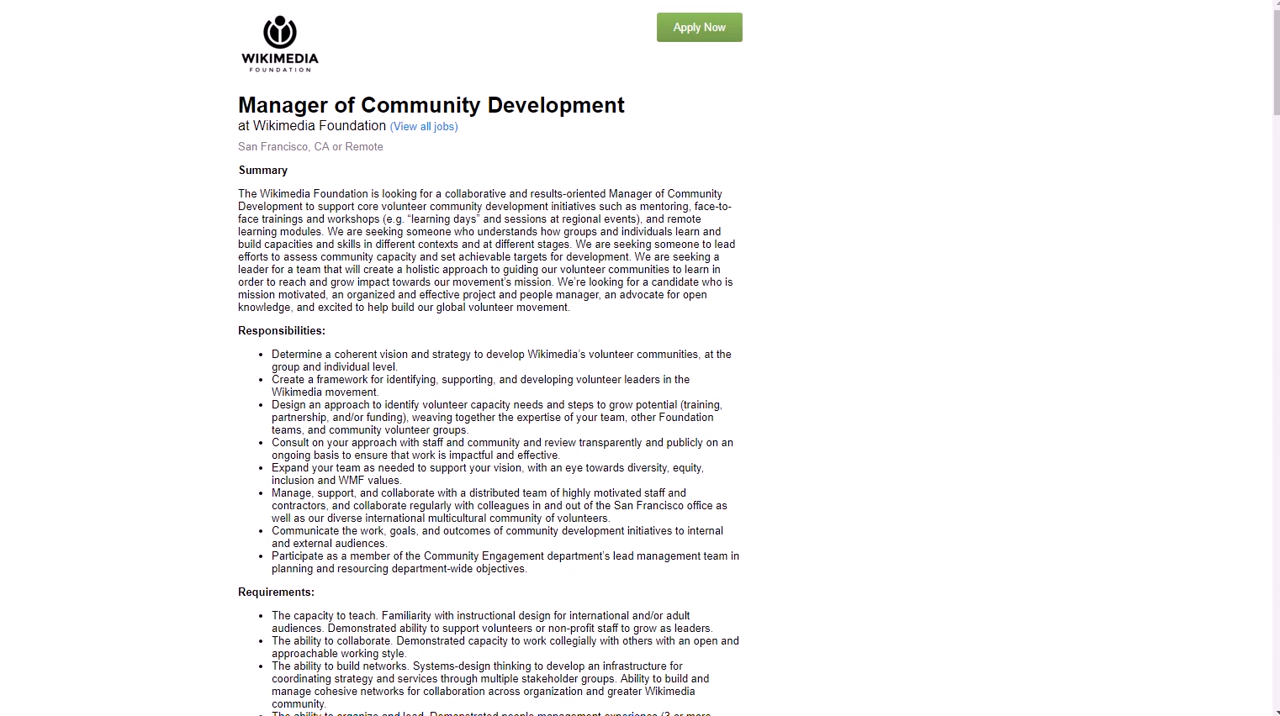 WIKIMEDIA
FOUNDATION
Apply Now
Manager of Community Development
at Wikimedia Foundation (View all jobs)
San Francisco, CA or Remote
Summary
The Wikimedia Foundation is looking for a collaborative and results-oriented Manager of Community
Development to support core volunteer community development initiatives such as mentoring, face-to-
face trainings and workshops (e.g. “learning days” and sessions at regional events), and remote
learning modules. We are seeking someone who understands how groups and individuals learn and
build capacities and skills in different contexts and at different stages. We are seeking someone to lead
efforts to assess community capacity and set achievable targets for development. We are seeking a
leader for a team that will create a holistic approach to guiding our volunteer communities to learn in
order to reach and grow impact towards our movement’s mission. We’re looking for a candidate who is
mission motivated, an organized and effective project and people manager, an advocate for open
knowledge, and excited to help build our global volunteer movement.
Responsibilities:
• Determine a coherent vision and strategy to develop Wikimedia’s volunteer communities, at the
group and individual level.
• Create a framework for identifying, supporting, and developing volunteer leaders in the
Wikimedia movement.
• Design an approach to identify volunteer capacity needs and steps to grow potential (training,
partnership, and/or funding), weaving together the expertise of your team, other Foundation
teams, and community volunteer groups.
• Consult on your approach with staff and community and review transparently and publicly on an
ongoing basis to ensure that work is impactful and effective.
• Expand your team as needed to support your vision, with an eye towards diversity, equity,
inclusion and WMF values.
• Manage, support, and collaborate with a distributed team of highly motivated staff and
contractors, and collaborate regularly with colleagues in and out of the San Francisco office as
well as our diverse international multicultural community of volunteers.
• Communicate the work, goals, and outcomes of community development initiatives to internal
and external audiences.
• Participate as a member of the Community Engagement department’s lead management team in
planning and resourcing department-wide objectives.
Requirements:
• The capacity to teach. Familiarity with instructional design for international and/or adult
audiences. Demonstrated ability to support volunteers or non-profit staff to grow as leaders.
• The ability to collaborate. Demonstrated capacity to work collegially with others with an open and
approachable working style.
• The ability to build networks. Systems-design thinking to develop an infrastructure for
coordinating strategy and services through multiple stakeholder groups. Ability to build and
manage cohesive networks for collaboration across organization and greater Wikimedia
community.
• The ability to organize and lead. Demonstrated people management experience (3 or more